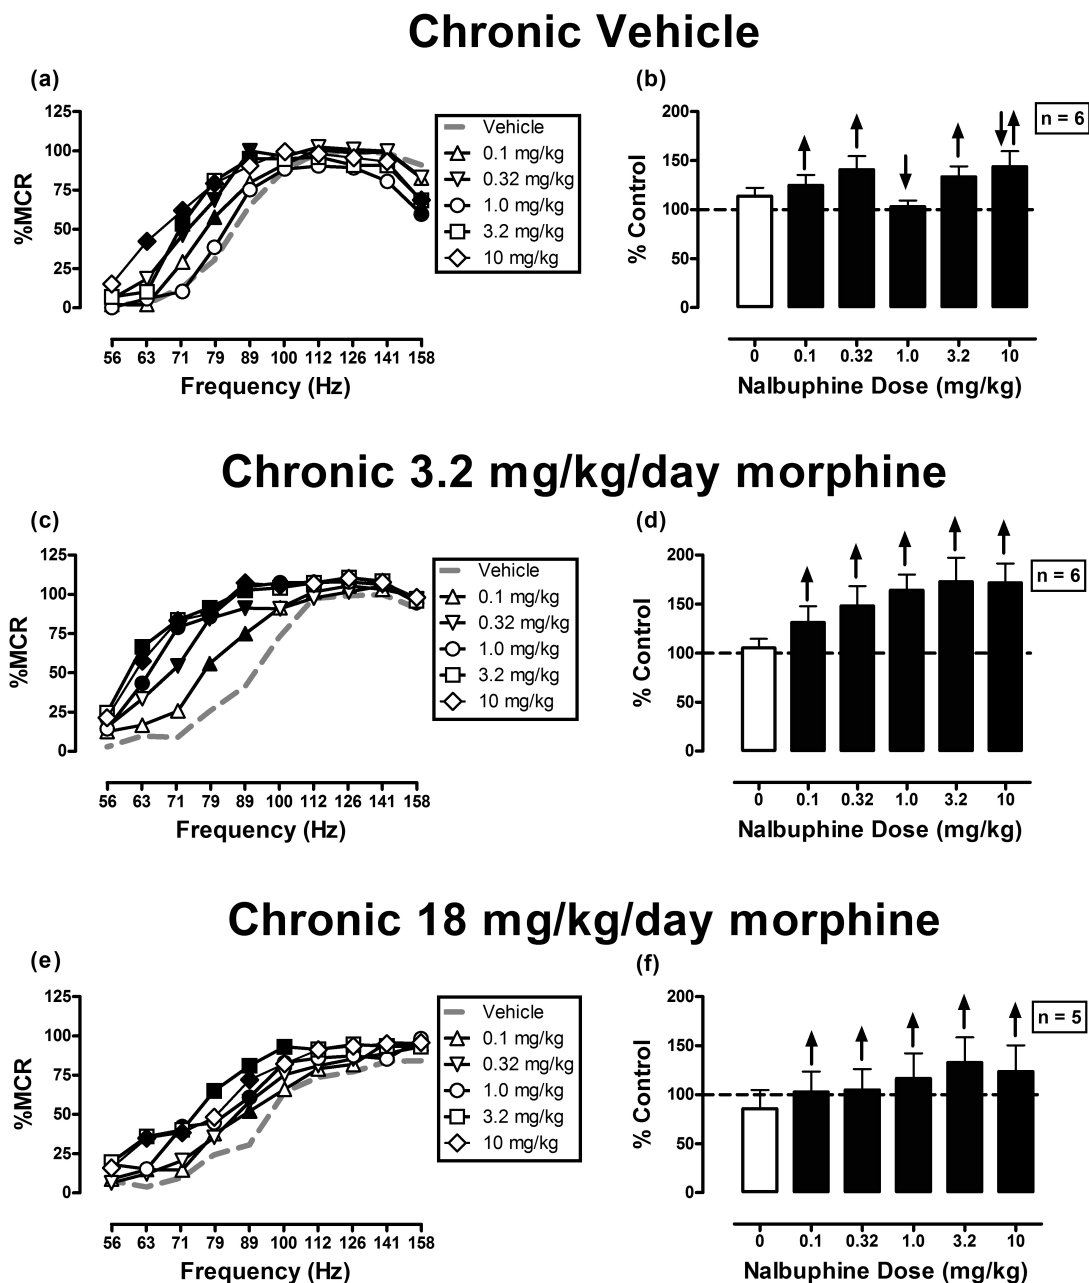 Chronic Vehicle
(a)
%MCR
125
100
75
50
25
0
56 63 71 79 89 100 112 126 141 158
Frequency (Hz)
Vehicle
0.1 mg/kg
0.32 mg/kg
1.0 mg/kg
3.2 mg/kg
10 mg/kg
(b)
% Control
200
150
100
50
0
n = 6
0 0.1 0.32 1.0 3.2 10
Nalbuphine Dose (mg/kg)
Chronic 3.2 mg/kg/day morphine
(c)
%MCR
125
100
75
50
25
0
56 63 71 79 89 100 112 126 141 158
Frequency (Hz)
Vehicle
0.1 mg/kg
0.32 mg/kg
1.0 mg/kg
3.2 mg/kg
10 mg/kg
(d)
% Control
200
150
100
50
0
n = 6
0 0.1 0.32 1.0 3.2 10
Nalbuphine Dose (mg/kg)
Chronic 18 mg/kg/day morphine
(e)
%MCR
125
100
75
50
25
0
56 63 71 79 89 100 112 126 141 158
Frequency (Hz)
Vehicle
0.1 mg/kg
0.32 mg/kg
1.0 mg/kg
3.2 mg/kg
10 mg/kg
(f)
% Control
200
150
100
50
0
n = 5
0 0.1 0.32 1.0 3.2 10
Nalbuphine Dose (mg/kg)